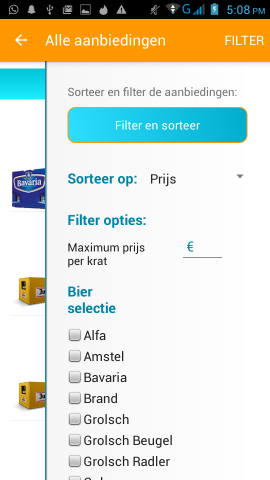 5:08 PM
Alle aanbiedingen
FILTER
Sorteer en filter de aanbiedingen:
Filter en sorteer
Sorteer op: Prijs
Filter opties:
Maximum prijs
per krat
€
Bier
selectie
Alfa
Amstel
Bavaria
Brand
Grolsch
Grolsch Beugel
Grolsch Radler
Bavaria